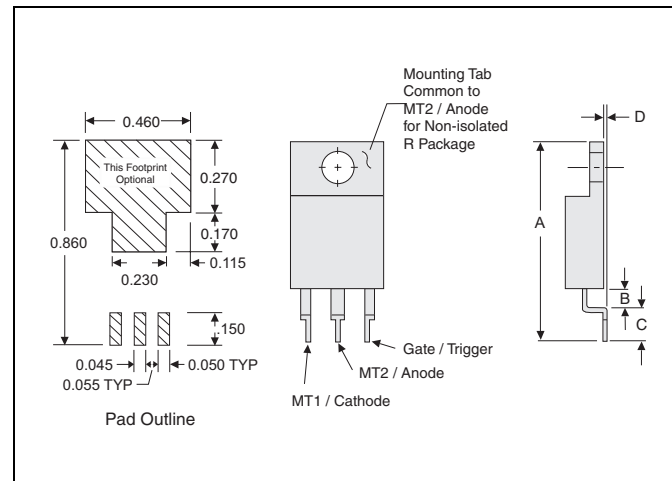 Mounting Tab
Common to
MT2 / Anode
for Non-isolated
R Package
0.460
This Footprint
Optional
0.270
0.170
0.860
0.115
0.230
.150
0.045
0.050 TYP
0.055 TYP
Pad Outline
Gate / Trigger
MT2 / Anode
MT1 / Cathode
D
A
B
C